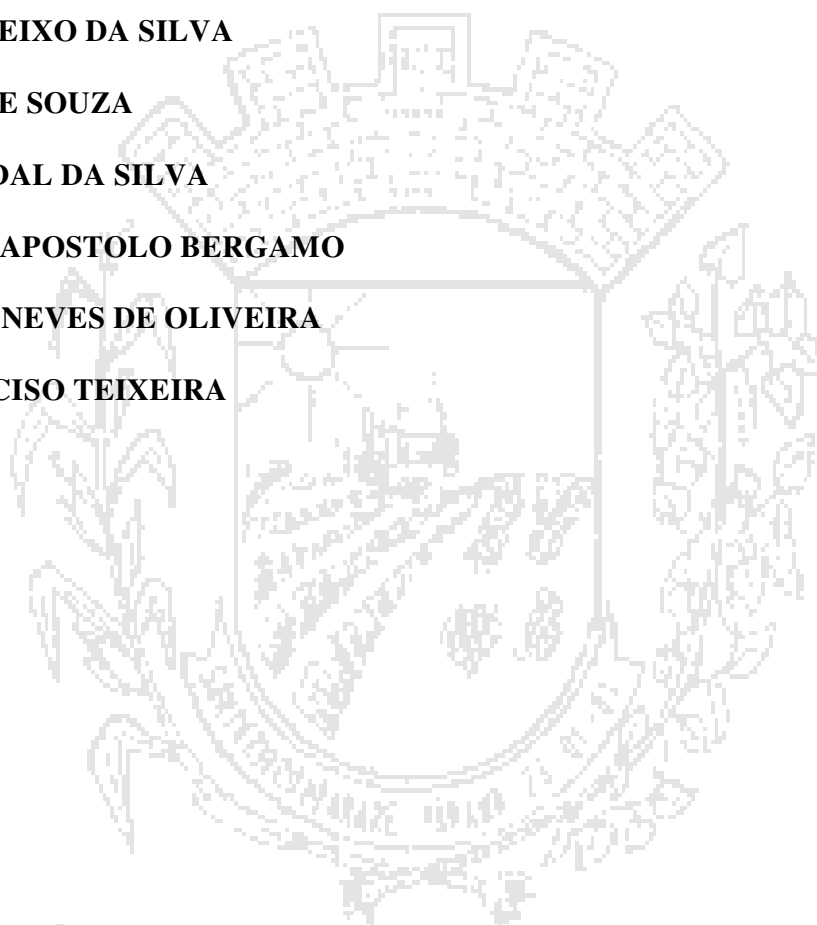 EIXO DA SILVA
E SOUZA
DAL DA SILVA
APOSTOLO BERGAMO
NEVES DE OLIVEIRA
CISO TEIXEIRA